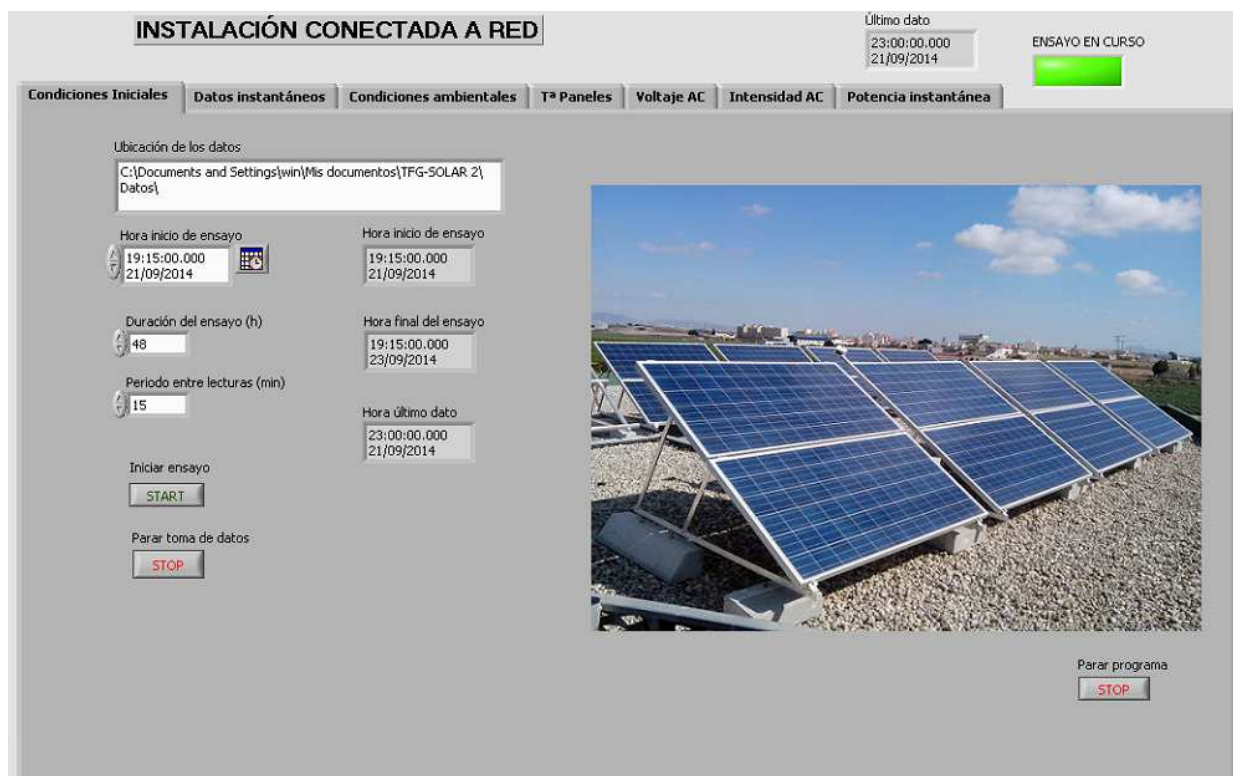 INSTALACIÓN CONECTADA A RED
Último dato
23:00:00.000
21/09/2014
ENSAYO EN CURSO
Condiciones Iniciales
Datos instantáneos
Condiciones ambientales
Tª Paneles
Voltaje AC
Intensidad AC
Potencia instantánea
Ubicación de los datos
C:\Documents and Settings\win\Mis documentos\TFG-SOLAR 2\
Datos\
Hora inicio de ensayo
19:15:00.000
21/09/2014
Hora inicio de ensayo
19:15:00.000
21/09/2014
Duración del ensayo (h)
48
Hora final del ensayo
19:15:00.000
23/09/2014
Periodo entre lecturas (min)
15
Hora último dato
23:00:00.000
21/09/2014
Iniciar ensayo
START
Parar toma de datos
STOP
Parar programa
STOP